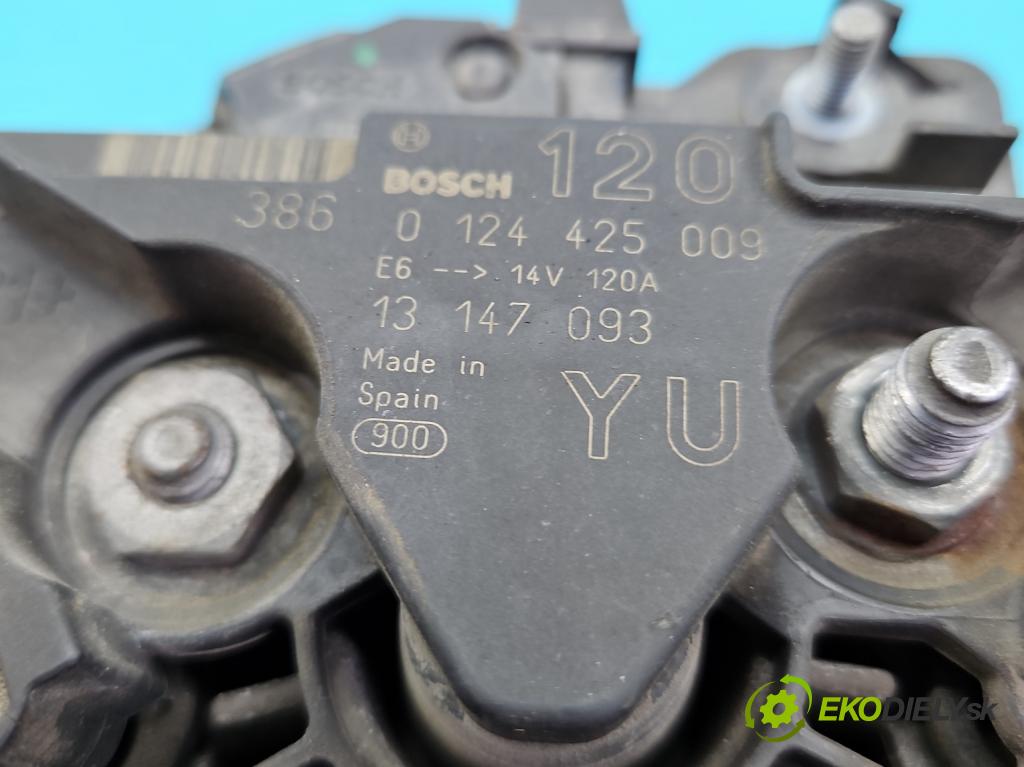 BOSCH 120
386 0 124 425 009
E6 --> 14V 120A
13 147 093
Made in
Spain
900
YU
EKODIELY.sk